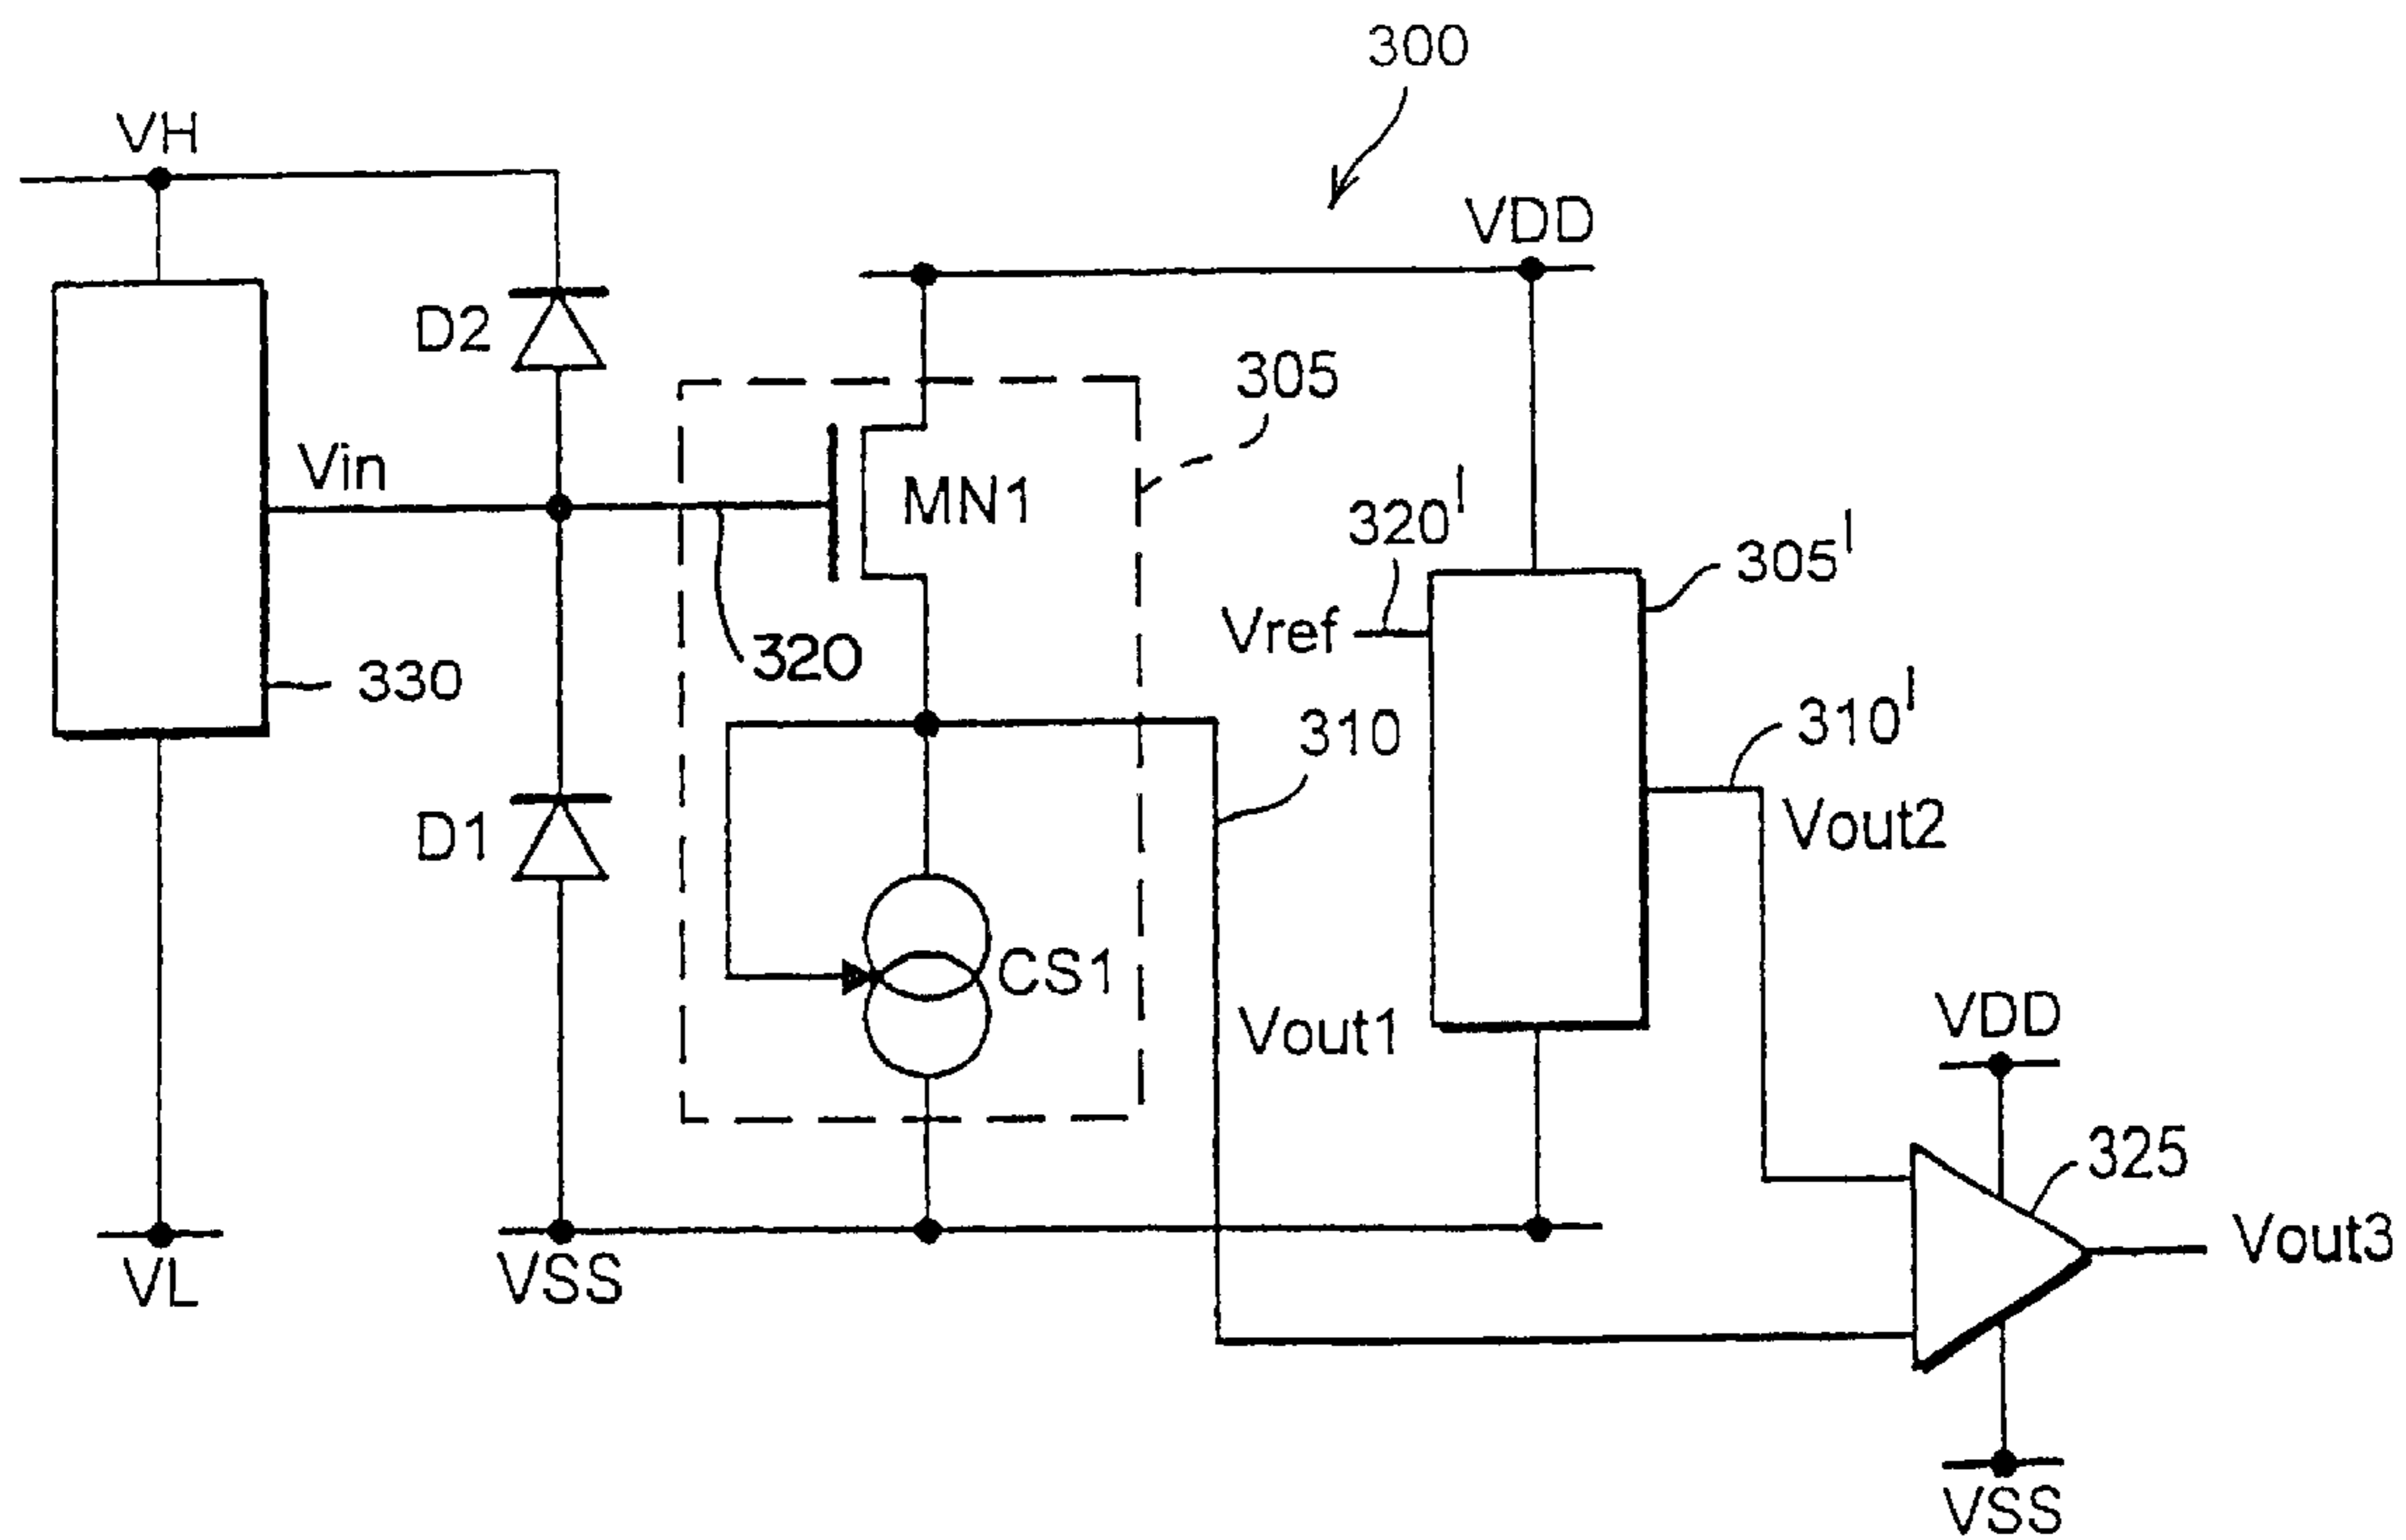 300
VH
VDD
D2
305
Vin
MN1
320'
305'
Vref
320
330
310
310'
D1
Vout2
CS1
Vout1
VDD
325
Vout3
VL
VSS
VSS